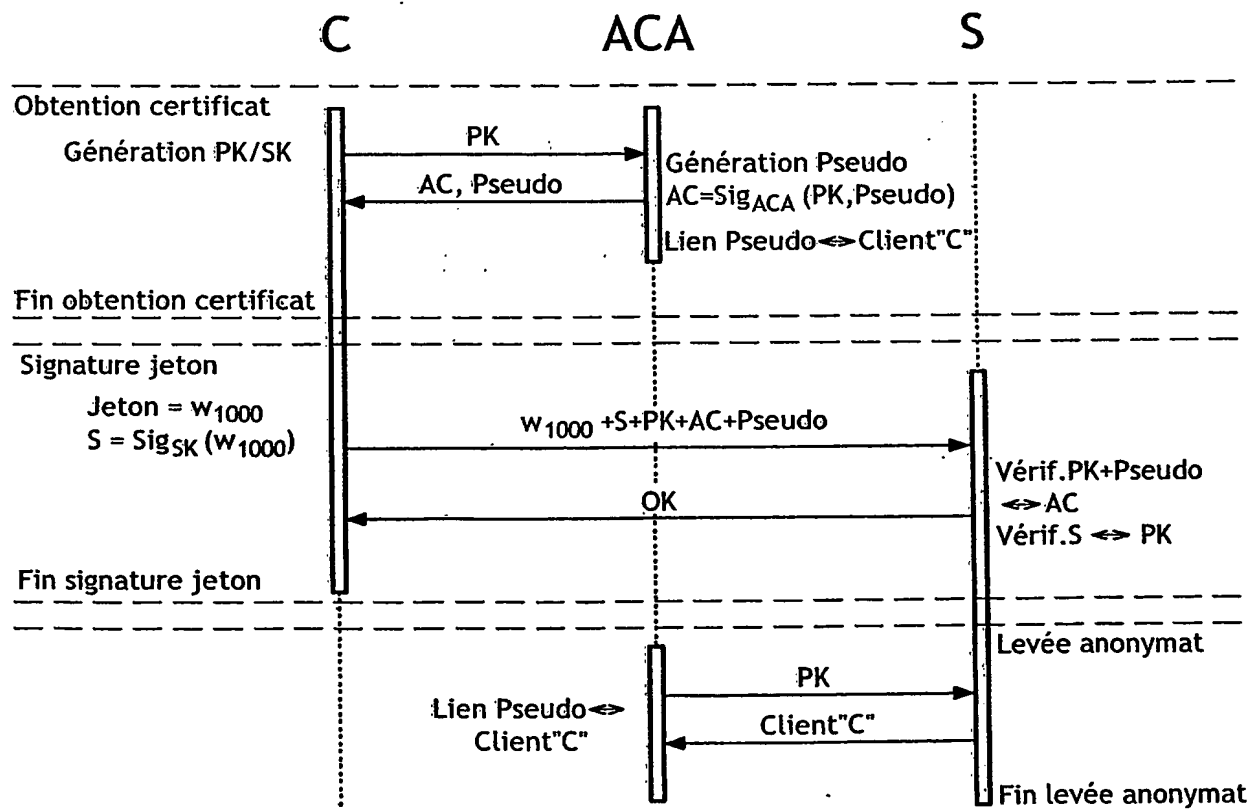 C
ACA
S
Obtention certificat
Génération PK/SK
PK
Génération Pseudo
AC, Pseudo
AC=SigACA (PK,Pseudo)
Lien Pseudo<=>Client"C"
Fin obtention certificat
Signature jeton
Jeton = w1000
S = SigSK (w1000)
w1000 +S+PK+AC+Pseudo
Vérif.PK+Pseudo
<=>AC
OK
Vérif.S <=> PK
Fin signature jeton
Levée anonymat
PK
Lien Pseudo<=>
Client"C"
Client"C"
Fin levée anonymat